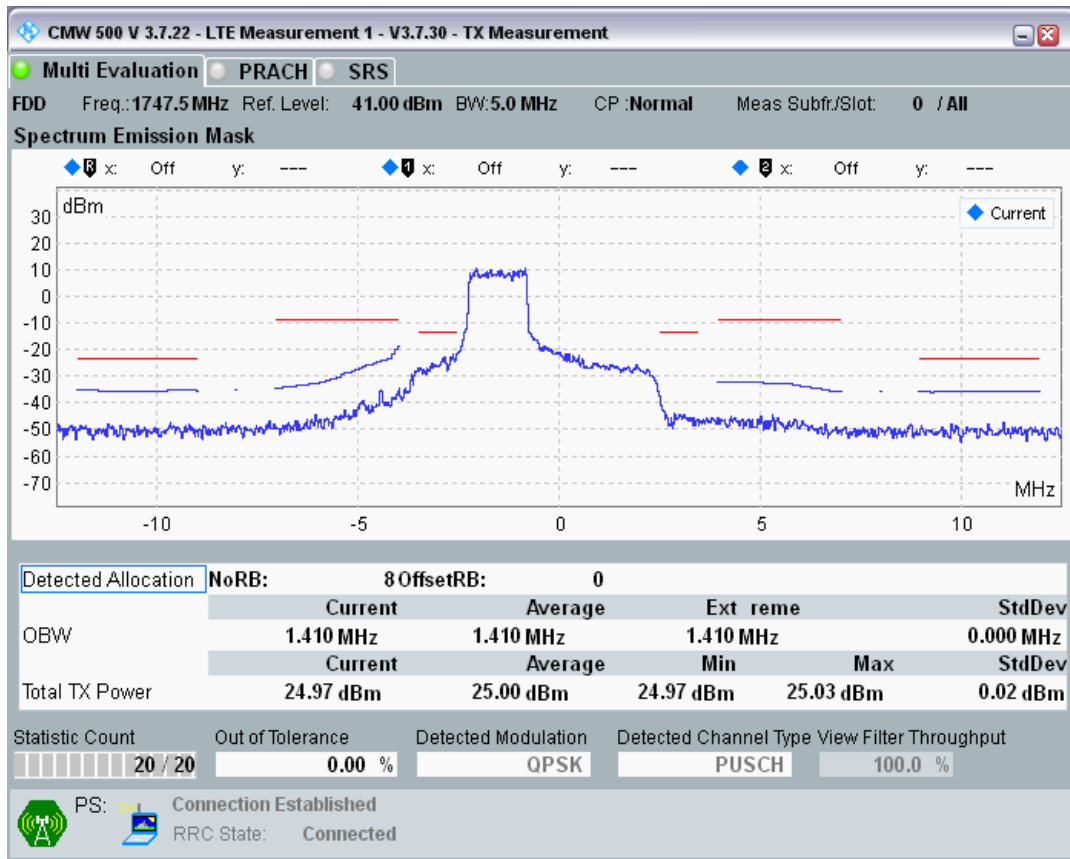 CMW 500 V 3.7.22 - LTE Measurement 1 - V3.7.30 - TX Measurement
Multi Evaluation PRACH SRS
FDD Freq.:1747.5 MHz Ref. Level: 41.00 dBm BW:5.0 MHz CP :Normal Meas Subfr./Slot: 0 / All
Spectrum Emission Mask
R x: Off y: --- 1 x: Off y: --- 2 x: Off y: ---
dBm
Current
30
20
10
0
-10
-20
-30
-40
-50
-60
-70
MHz
-10 -5 0 5 10
Detected Allocation NoRB: 8 OffsetRB: 0
Current Average Ext reme StdDev
OBW 1.410 MHz 1.410 MHz 1.410 MHz 0.000 MHz
Current Average Min Max StdDev
Total TX Power 24.97 dBm 25.00 dBm 24.97 dBm 25.03 dBm 0.02 dBm
Statistic Count Out of Tolerance Detected Modulation Detected Channel Type View Filter Throughput
20 / 20 0.00 % QPSK PUSCH 100.0 %
PS: Connection Established
RRC State: Connected